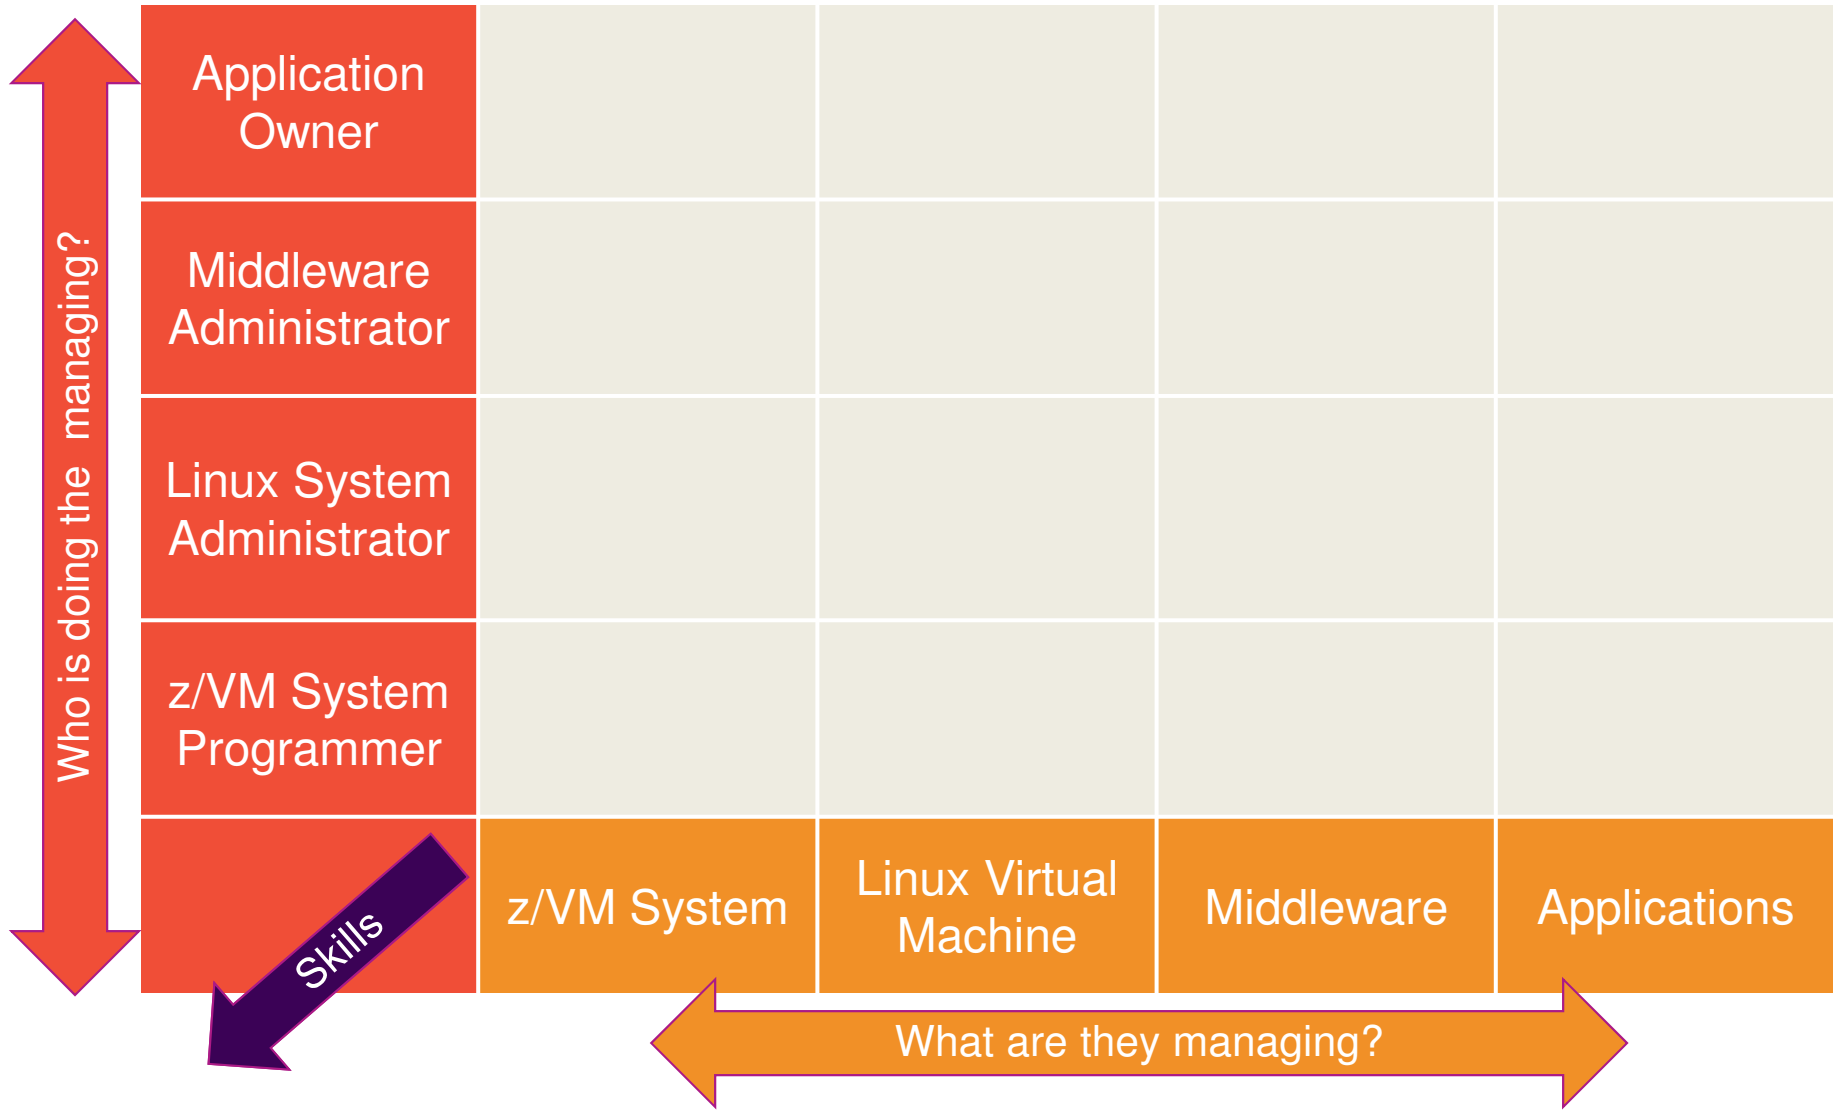 Who is doing the  managing?
Application
Owner
Middleware
Administrator
Linux System
Administrator
z/VM System
Programmer
Skills
z/VM System
Linux Virtual
Machine
Middleware
Applications
What are they managing?